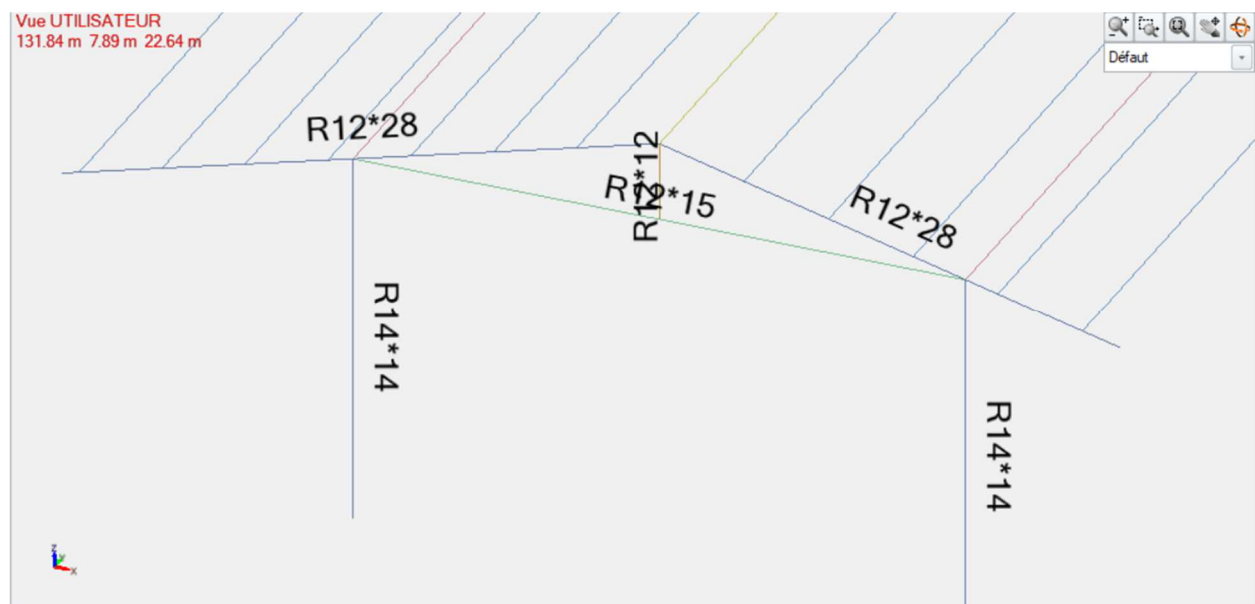 Vue UTILISATEUR
131.84 m 7.89 m 22.64 m
Défaut
R12*28
R12*12
R12*15
R12*28
R14*14
R14*14
z
y
x